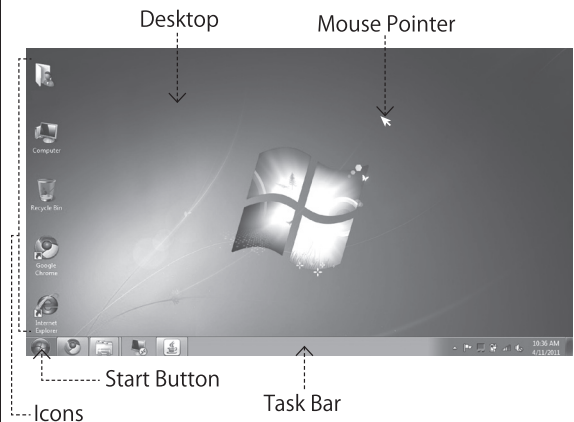 Desktop
Mouse Pointer
Computer
Recycle Bin
Google
Chrome
Internet
Explorer
10:36 AM
4/11/2011
Start Button
Task Bar
Icons